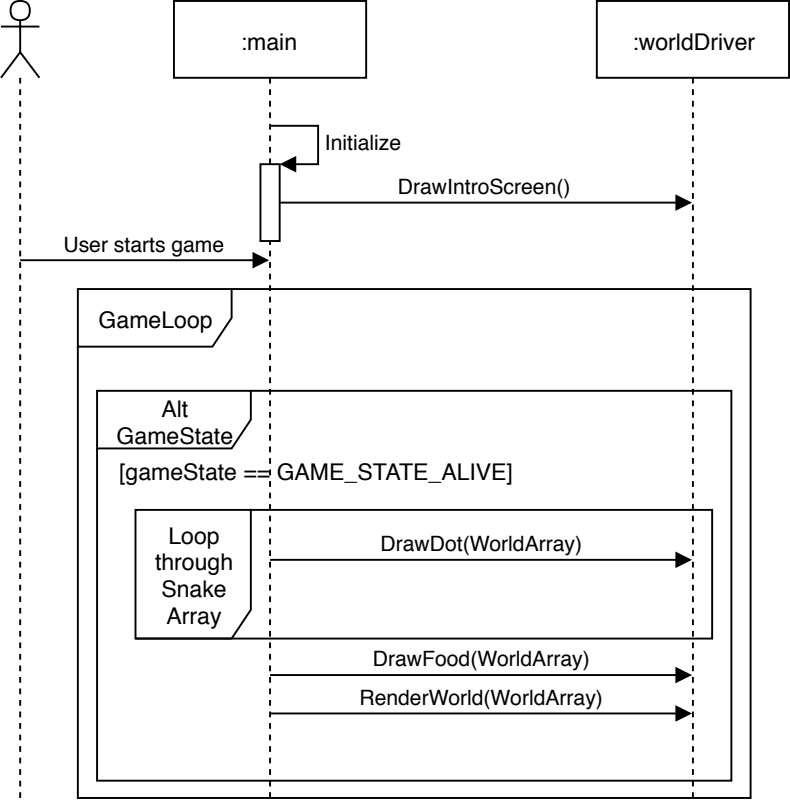 :main
:worldDriver
Initialize
DrawIntroScreen()
User starts game
GameLoop
Alt
GameState
[gameState == GAME_STATE_ALIVE]
Loop
through
Snake
Array
DrawDot(WorldArray)
DrawFood(WorldArray)
RenderWorld(WorldArray)